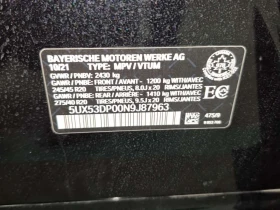 BAYERISCHE MOTOREN WERKE AG
10/21 TYPE: MPV / VTUM
GVWR / PNBV: 2430 kg
GAWR / PNBE: FRONT / AVANT - 1200 kg WITH/AVEC
245/45 R20 TIRES/PNEUS, 8.0J x 20 RIMS/JANTES
GAWR / PNBE: REAR / ARRIÈRE - 1410 kg WITH/AVEC
275/40 R20 TIRES/PNEUS, 9.5J x 20 RIMS/JANTES
5UX53DP00N9J87963
475/9